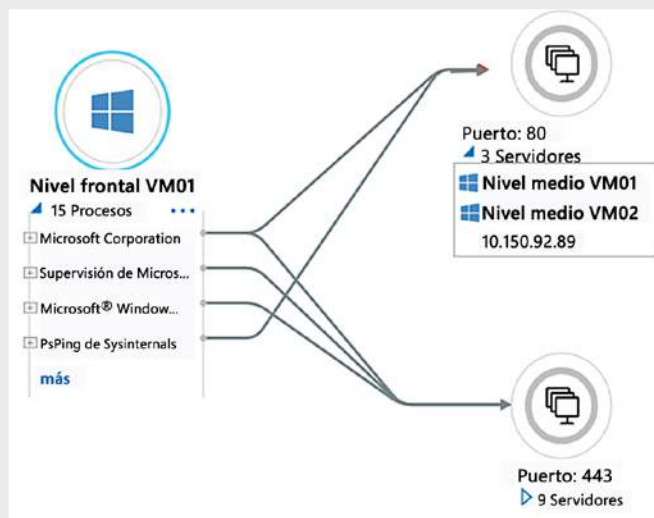 Nivel frontal VM01
15 Procesos
Microsoft Corporation
Supervisión de Micros...
Microsoft® Window...
PsPing de Sysinternals
más
Puerto: 80
3 Servidores
Nivel medio VM01
Nivel medio VM02
10.150.92.89
Puerto: 443
9 Servidores